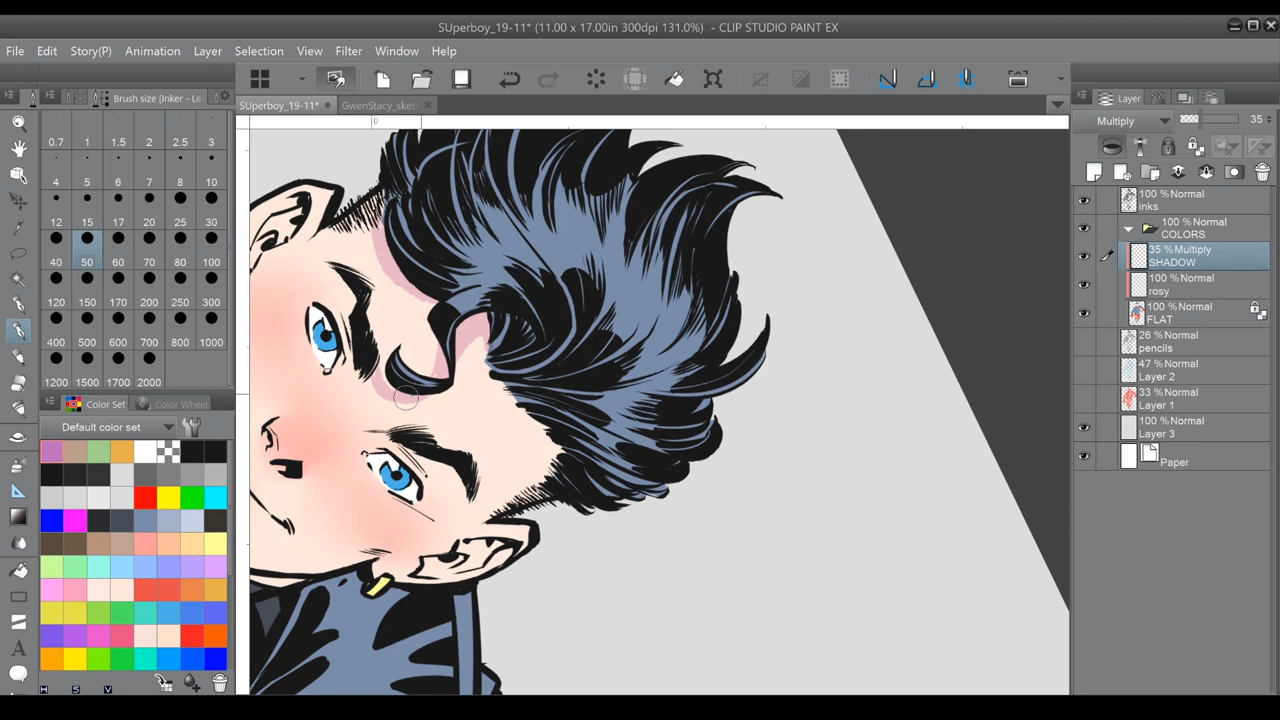 SUperboy_19-11* (11.00 x 17.00in 300dpi 131.0%) - CLIP STUDIO PAINT EX
File Edit Story(P) Animation Layer Selection View Filter Window Help
Brush size [Inker - Le
SUperboy_19-11*
GwenStacy_sket
Layer
0
Multiply 35
0.7 1 1.5 2 2.5 3
4 5 6 7 8 10
12 15 17 20 25 30
40 50 60 70 80 100
120 150 170 200 250 300
400 500 600 700 800 1000
1200 1500 1700 2000
100 % Normal
inks
100 % Normal
COLORS
35 % Multiply
SHADOW
100 % Normal
rosy
100 % Normal
FLAT
26 % Normal
pencils
47 % Normal
Layer 2
33 % Normal
Layer 1
100 % Normal
Layer 3
Paper
Color Set
Color Wheel
Default color set
H S V